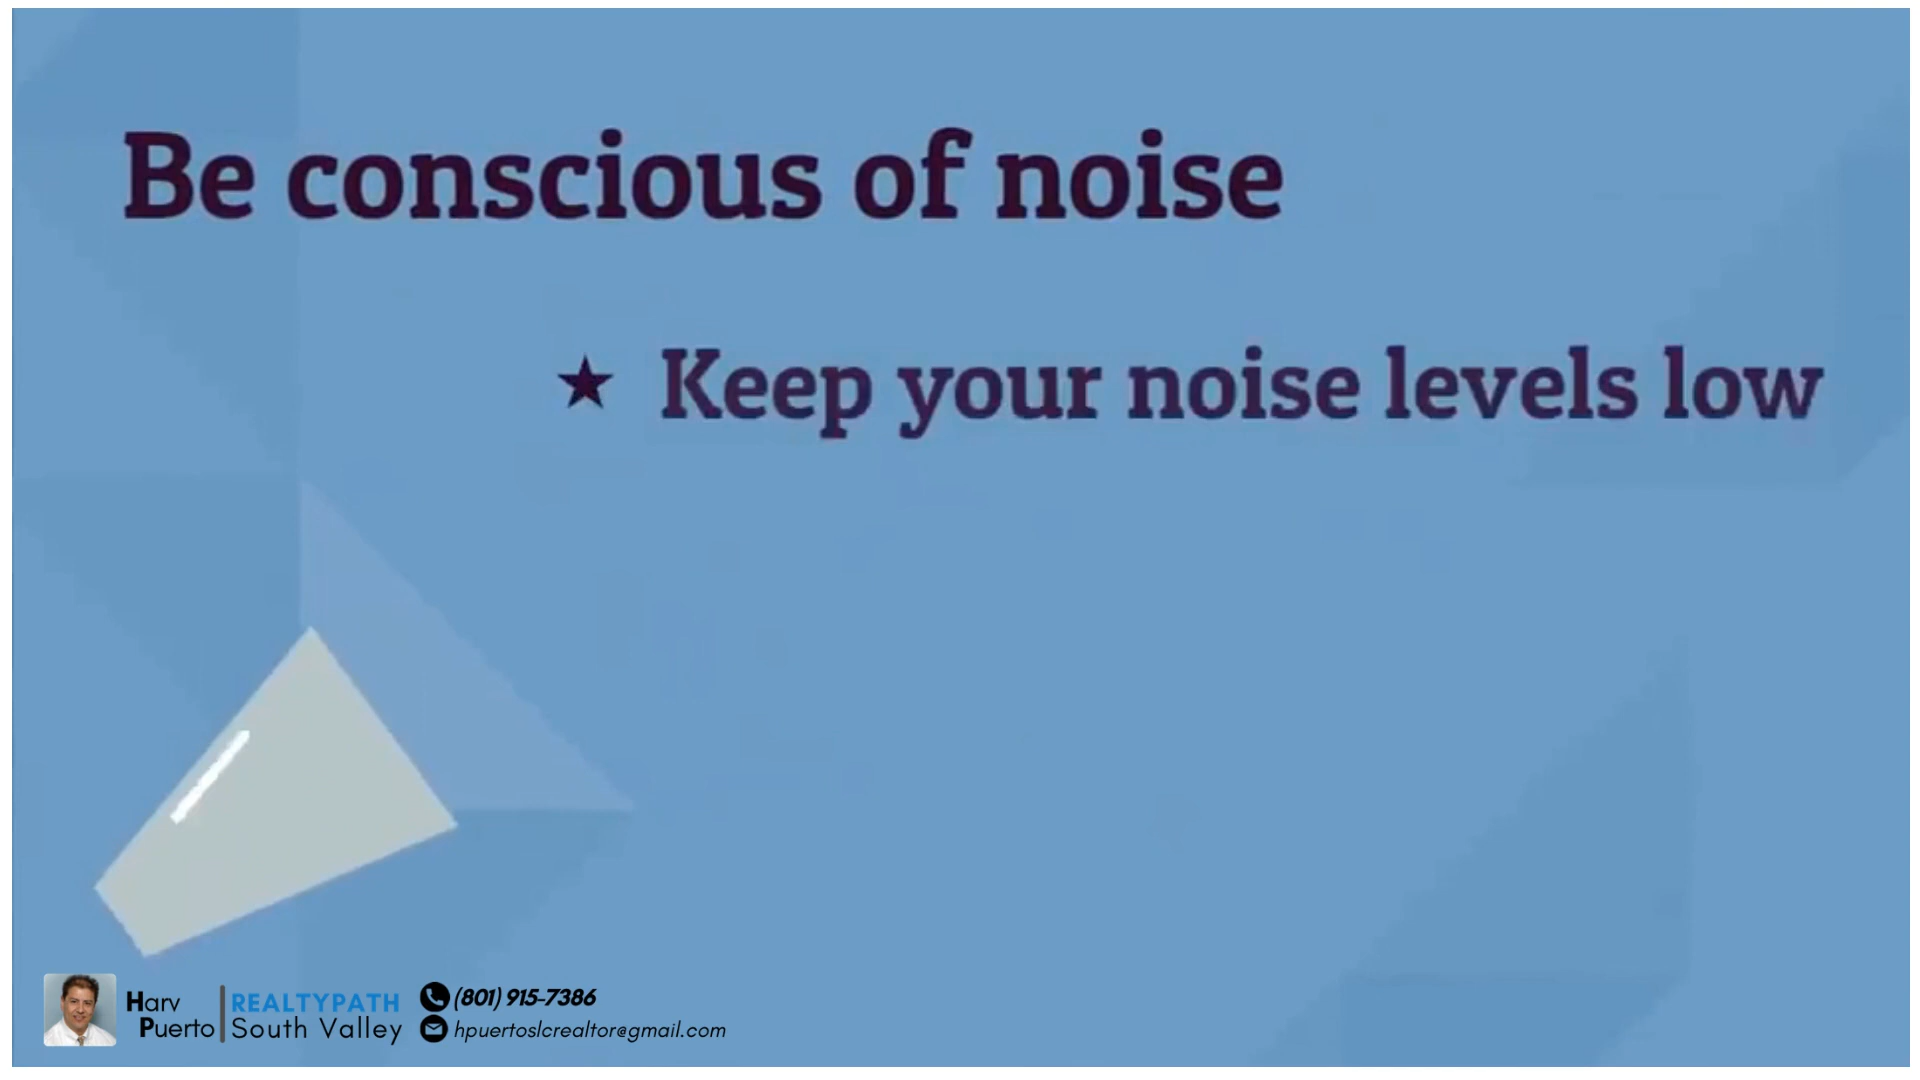 Be conscious of noise
★ Keep your noise levels low
Harv
Puerto
REALTYPATH
South Valley
(801) 915-7386
hpuertoslcrealtor@gmail.com